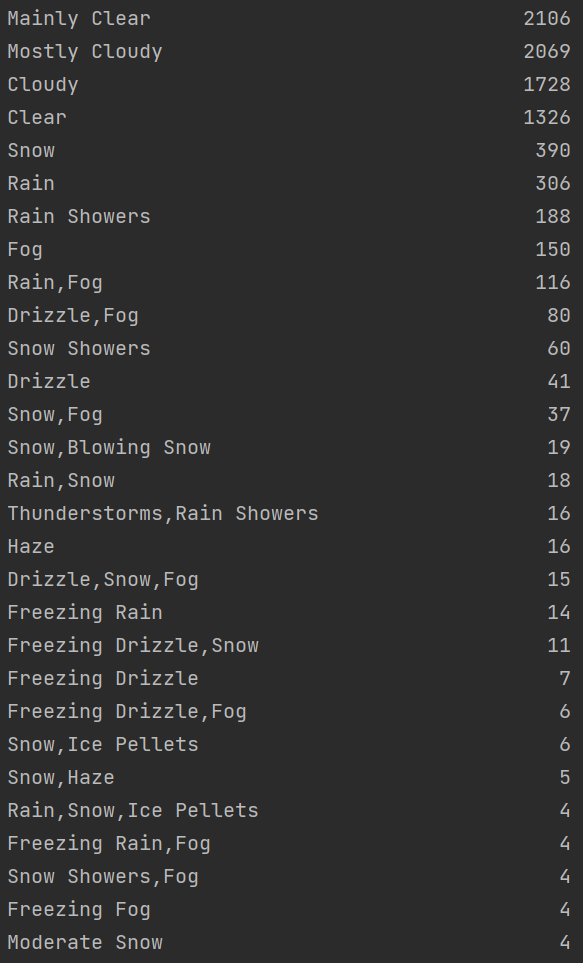 Mainly Clear 2106
Mostly Cloudy 2069
Cloudy 1728
Clear 1326
Snow 390
Rain 306
Rain Showers 188
Fog 150
Rain,Fog 116
Drizzle,Fog 80
Snow Showers 60
Drizzle 41
Snow,Fog 37
Snow,Blowing Snow 19
Rain,Snow 18
Thunderstorms,Rain Showers 16
Haze 16
Drizzle,Snow,Fog 15
Freezing Rain 14
Freezing Drizzle,Snow 11
Freezing Drizzle 7
Freezing Drizzle,Fog 6
Snow,Ice Pellets 6
Snow,Haze 5
Rain,Snow,Ice Pellets 4
Freezing Rain,Fog 4
Snow Showers,Fog 4
Freezing Fog 4
Moderate Snow 4